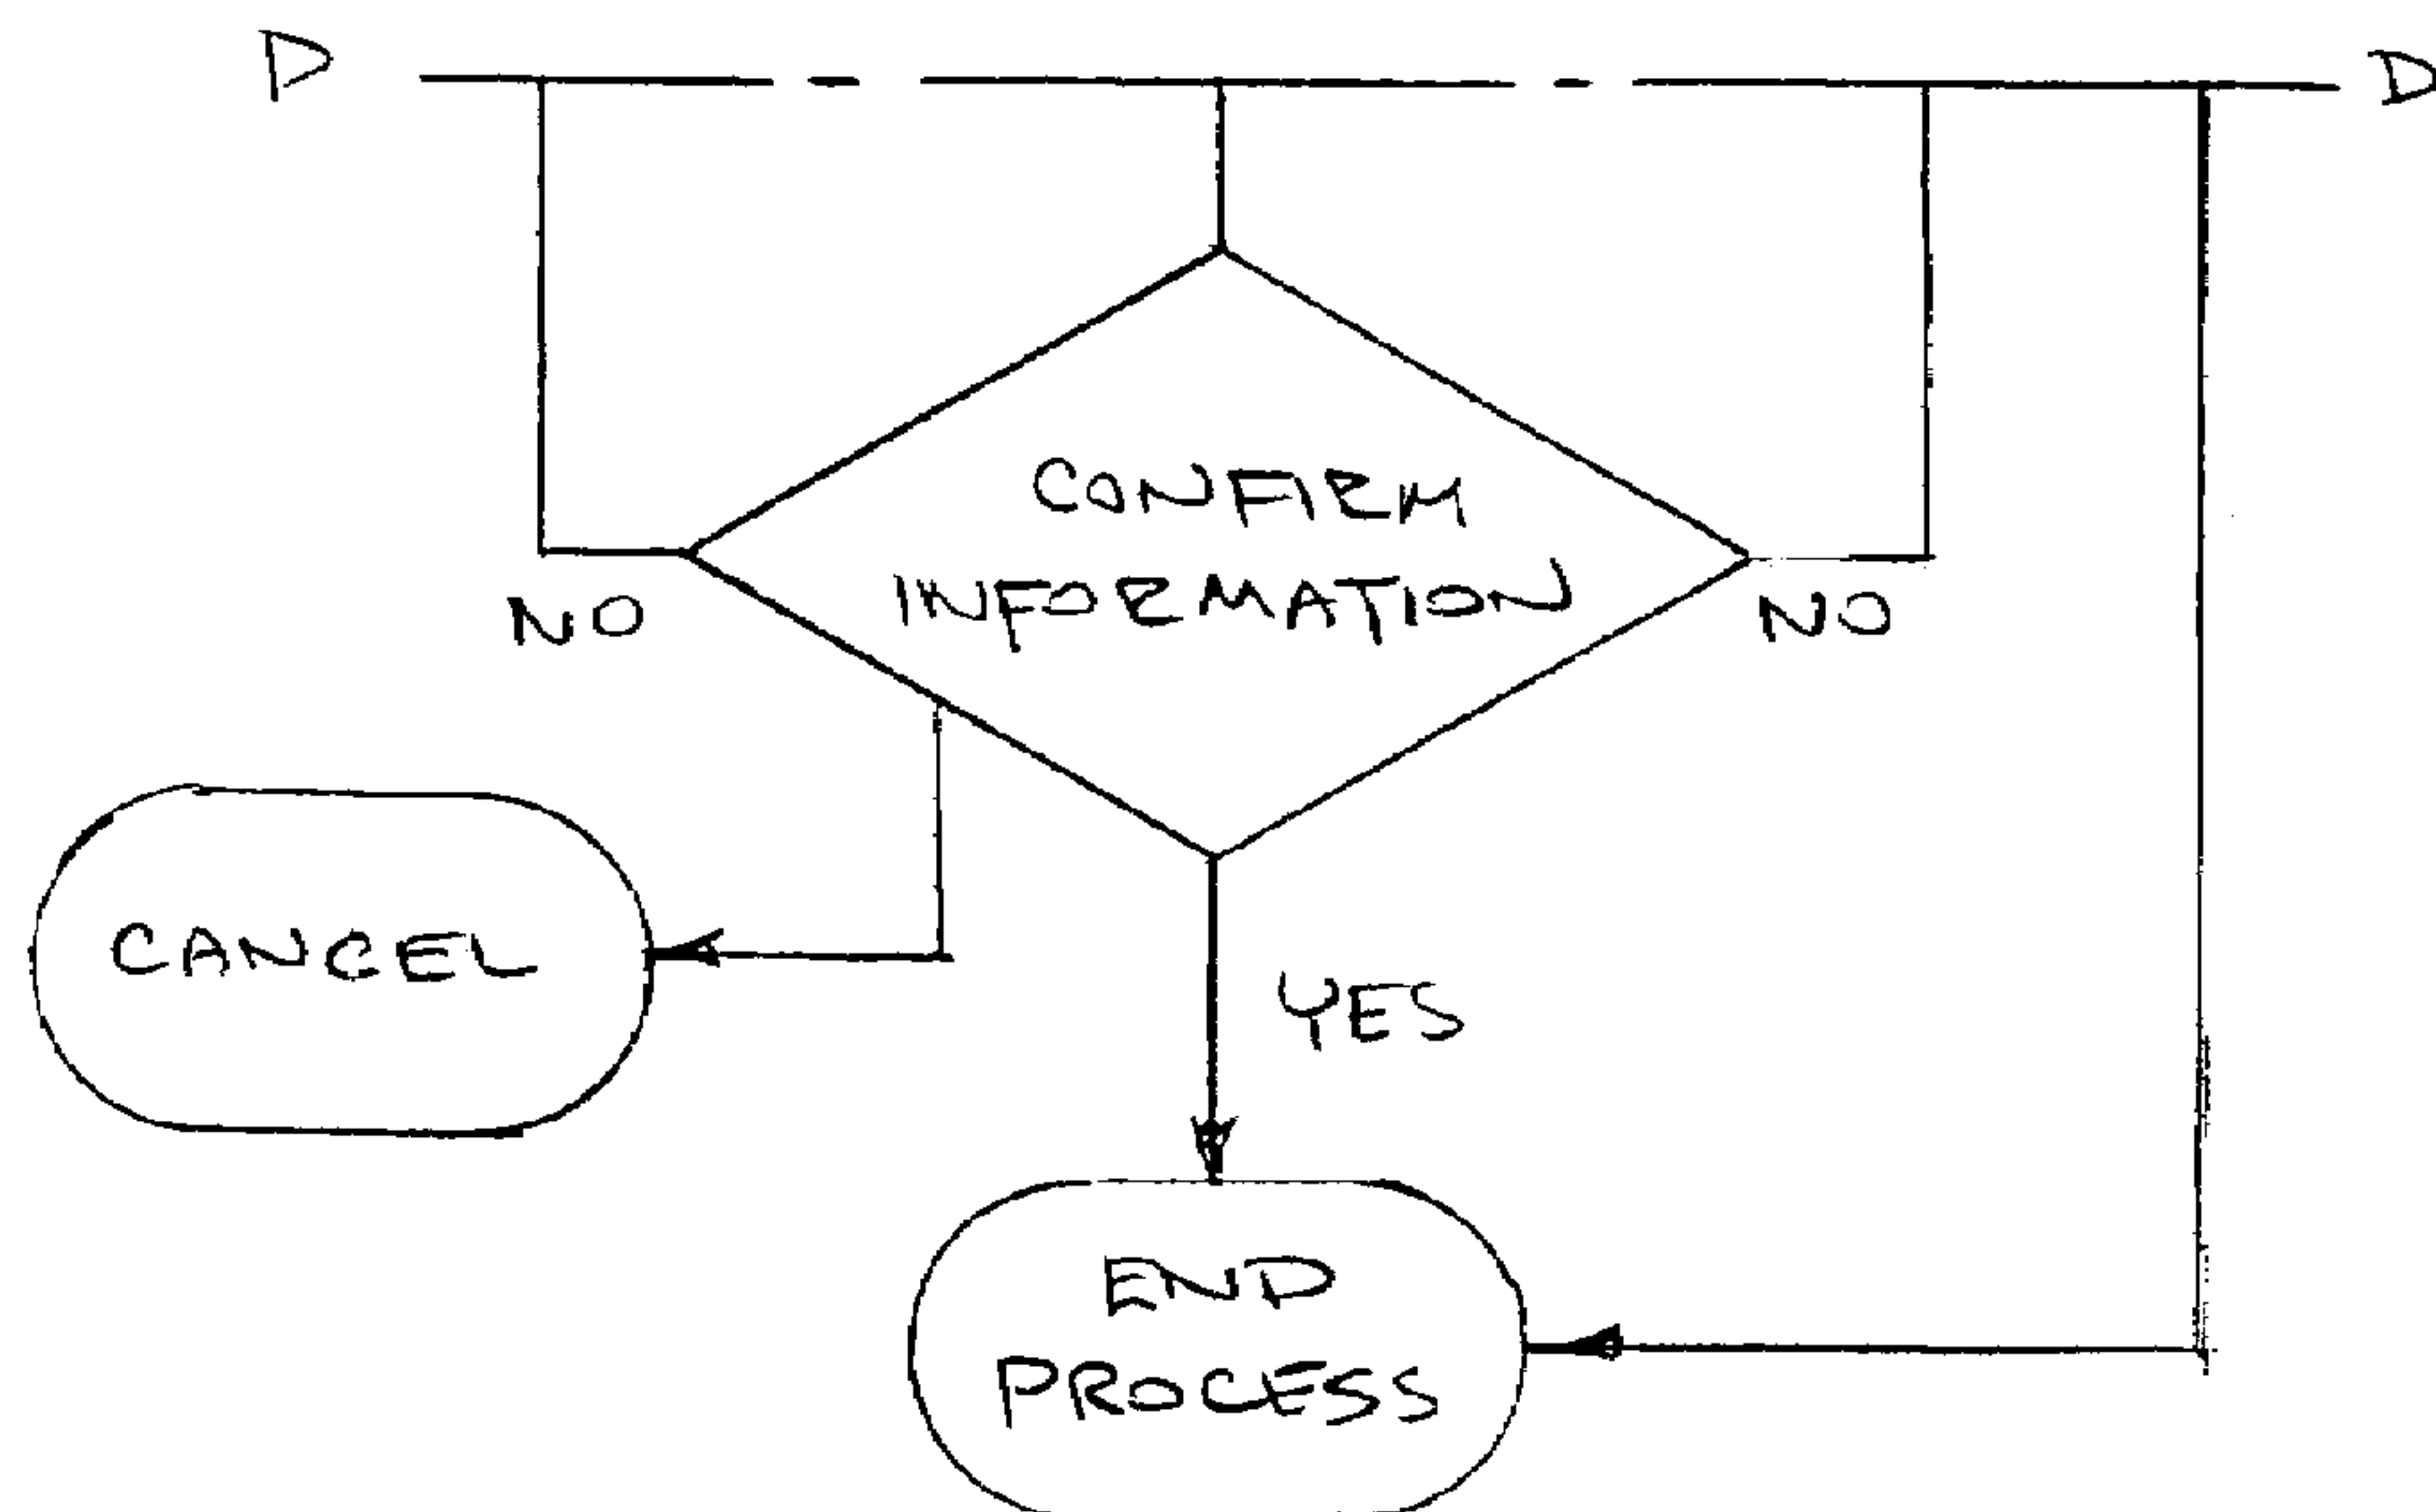 D D
CONFIRM
INFORMATION
NO NO
CANCEL
YES
END
PROCESS